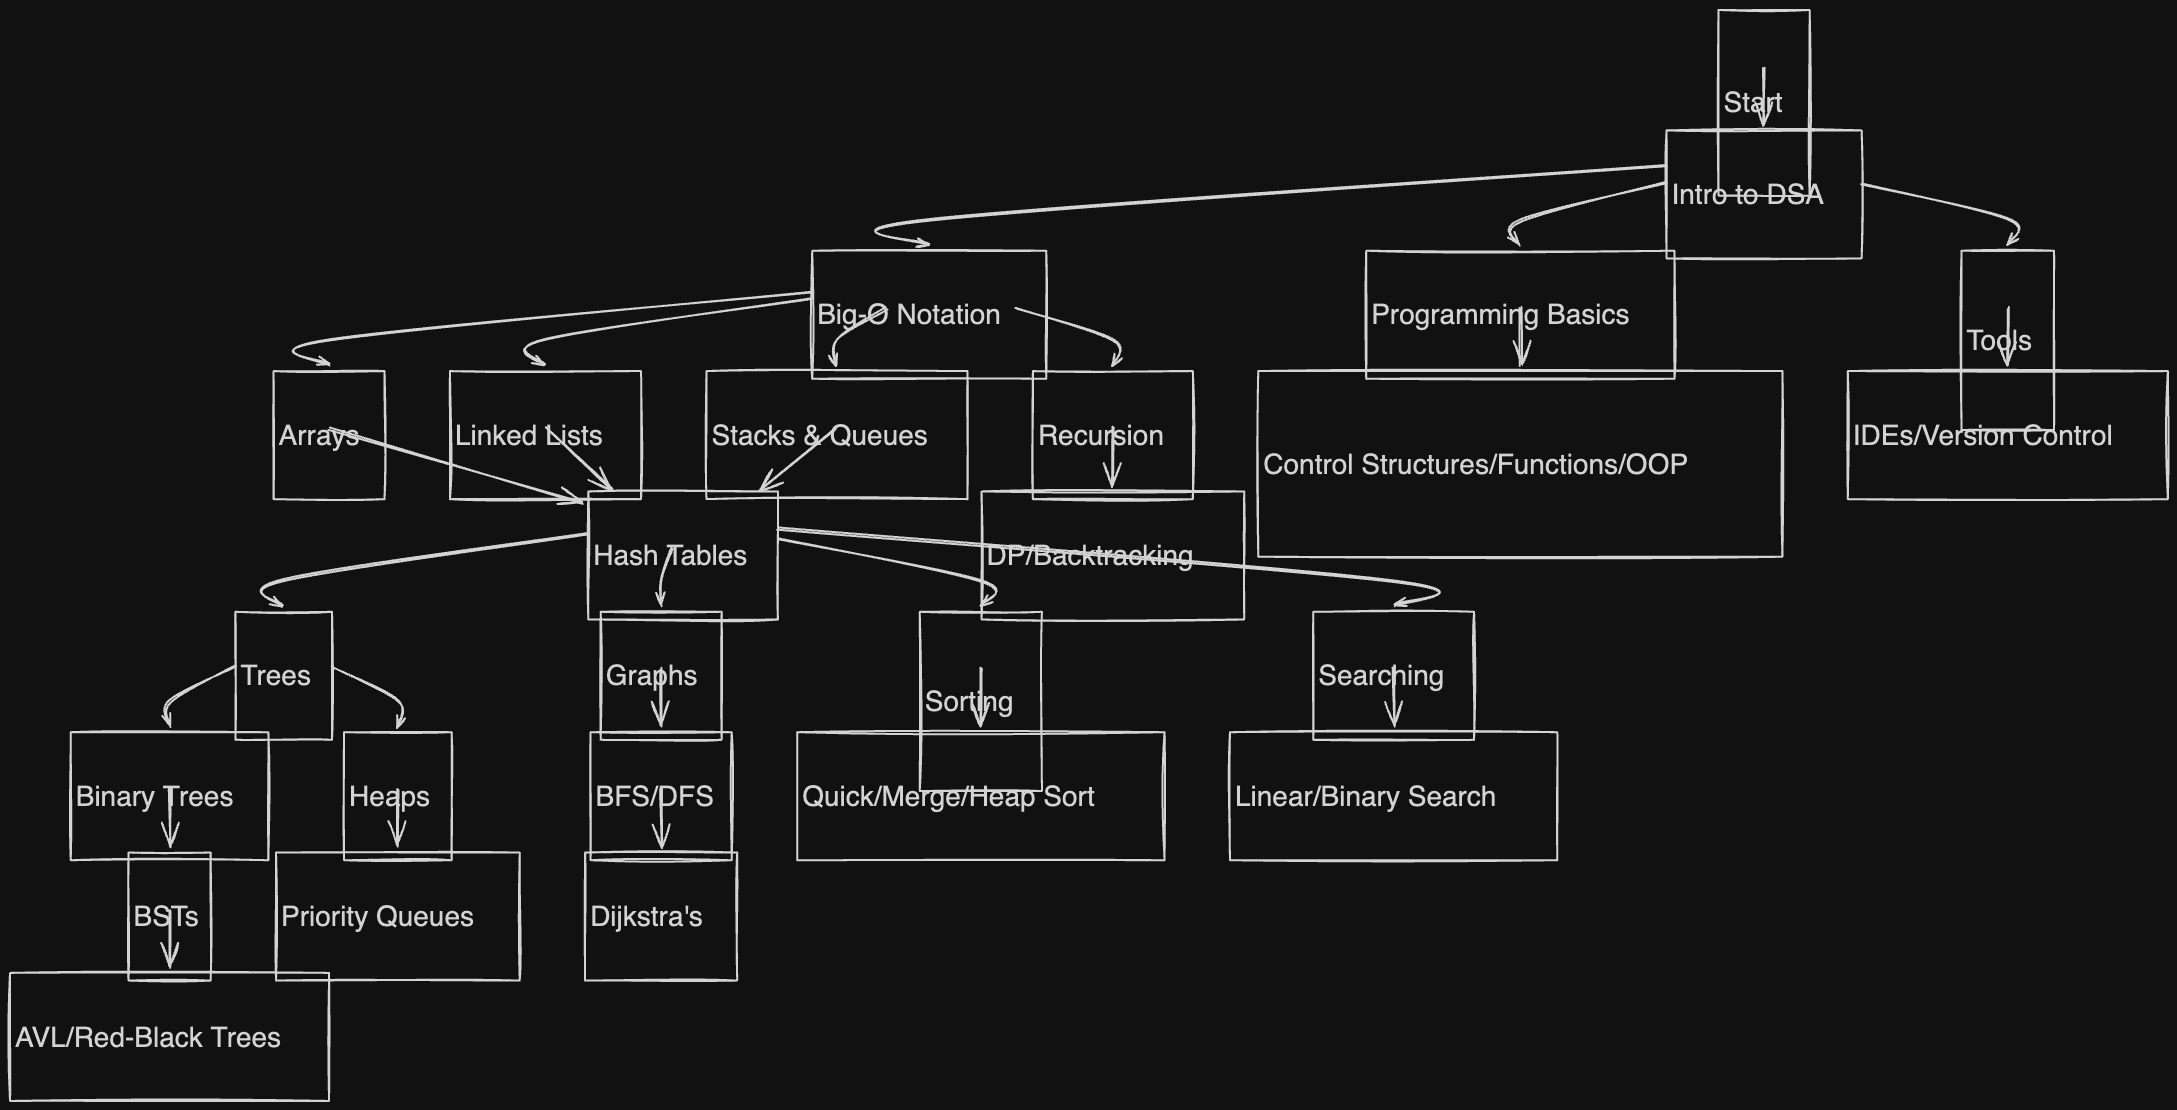 Start
Intro to DSA
Big-O Notation
Programming Basics
Tools
Arrays
Linked Lists
Stacks & Queues
Recursion
Control Structures/Functions/OOP
IDEs/Version Control
Hash Tables
DP/Backtracking
Trees
Graphs
Sorting
Searching
Binary Trees
Heaps
BFS/DFS
Quick/Merge/Heap Sort
Linear/Binary Search
BSTs
Priority Queues
Dijkstra's
AVL/Red-Black Trees